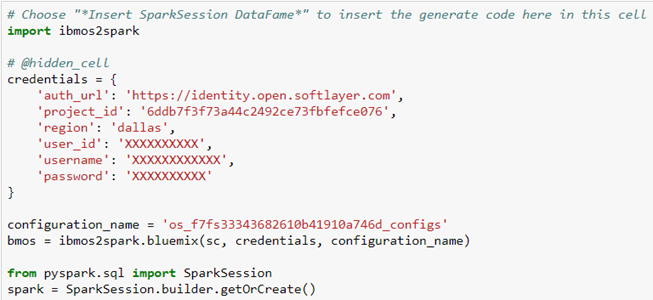 # Choose "*Insert SparkSession DataFame*" to insert the generate code here in this cell
import ibmos2spark
# @hidden_cell
credentials = {
    'auth_url': 'https://identity.open.softlayer.com',
    'project_id': '6ddb7f3f73a44c2492ce73fbfefce076',
    'region': 'dallas',
    'user_id': 'XXXXXXXXXX',
    'username': 'XXXXXXXXXXXX',
    'password': 'XXXXXXXXXX'
}
configuration_name = 'os_f7fs33343682610b41910a746d_configs'
bmos = ibmos2spark.bluemix(sc, credentials, configuration_name)
from pyspark.sql import SparkSession
spark = SparkSession.builder.getOrCreate()